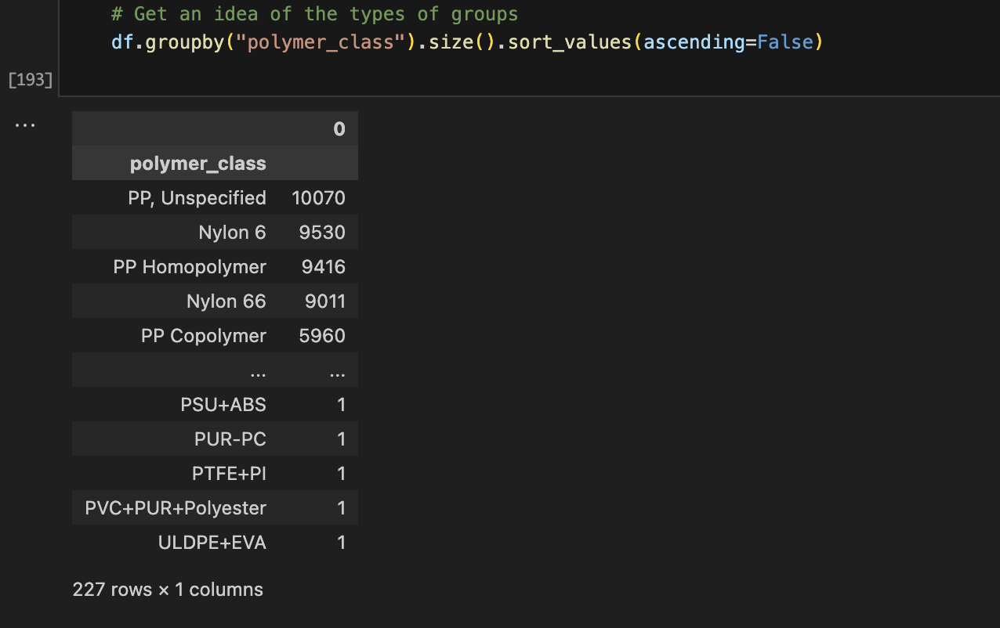 # Get an idea of the types of groups
df.groupby("polymer_class").size().sort_values(ascending=False)
[193]
...
0
polymer_class
PP, Unspecified 10070
Nylon 6 9530
PP Homopolymer 9416
Nylon 66 9011
PP Copolymer 5960
... ...
PSU+ABS 1
PUR-PC 1
PTFE+PI 1
PVC+PUR+Polyester 1
ULDPE+EVA 1
227 rows × 1 columns